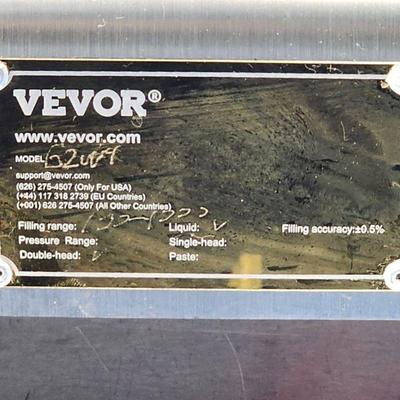 VEVOR®
www.vevor.com
MODEL
support@vevor.com
(626) 275-4507 (Only For USA)
(+44) 117 318 2739 (EU Countries)
(+001) 626 275-4507 (All Other Countries)
Filling range: Liquid: v Filling accuracy:±0.5%
Pressure Range: Single-head:
Double-head: v Paste: